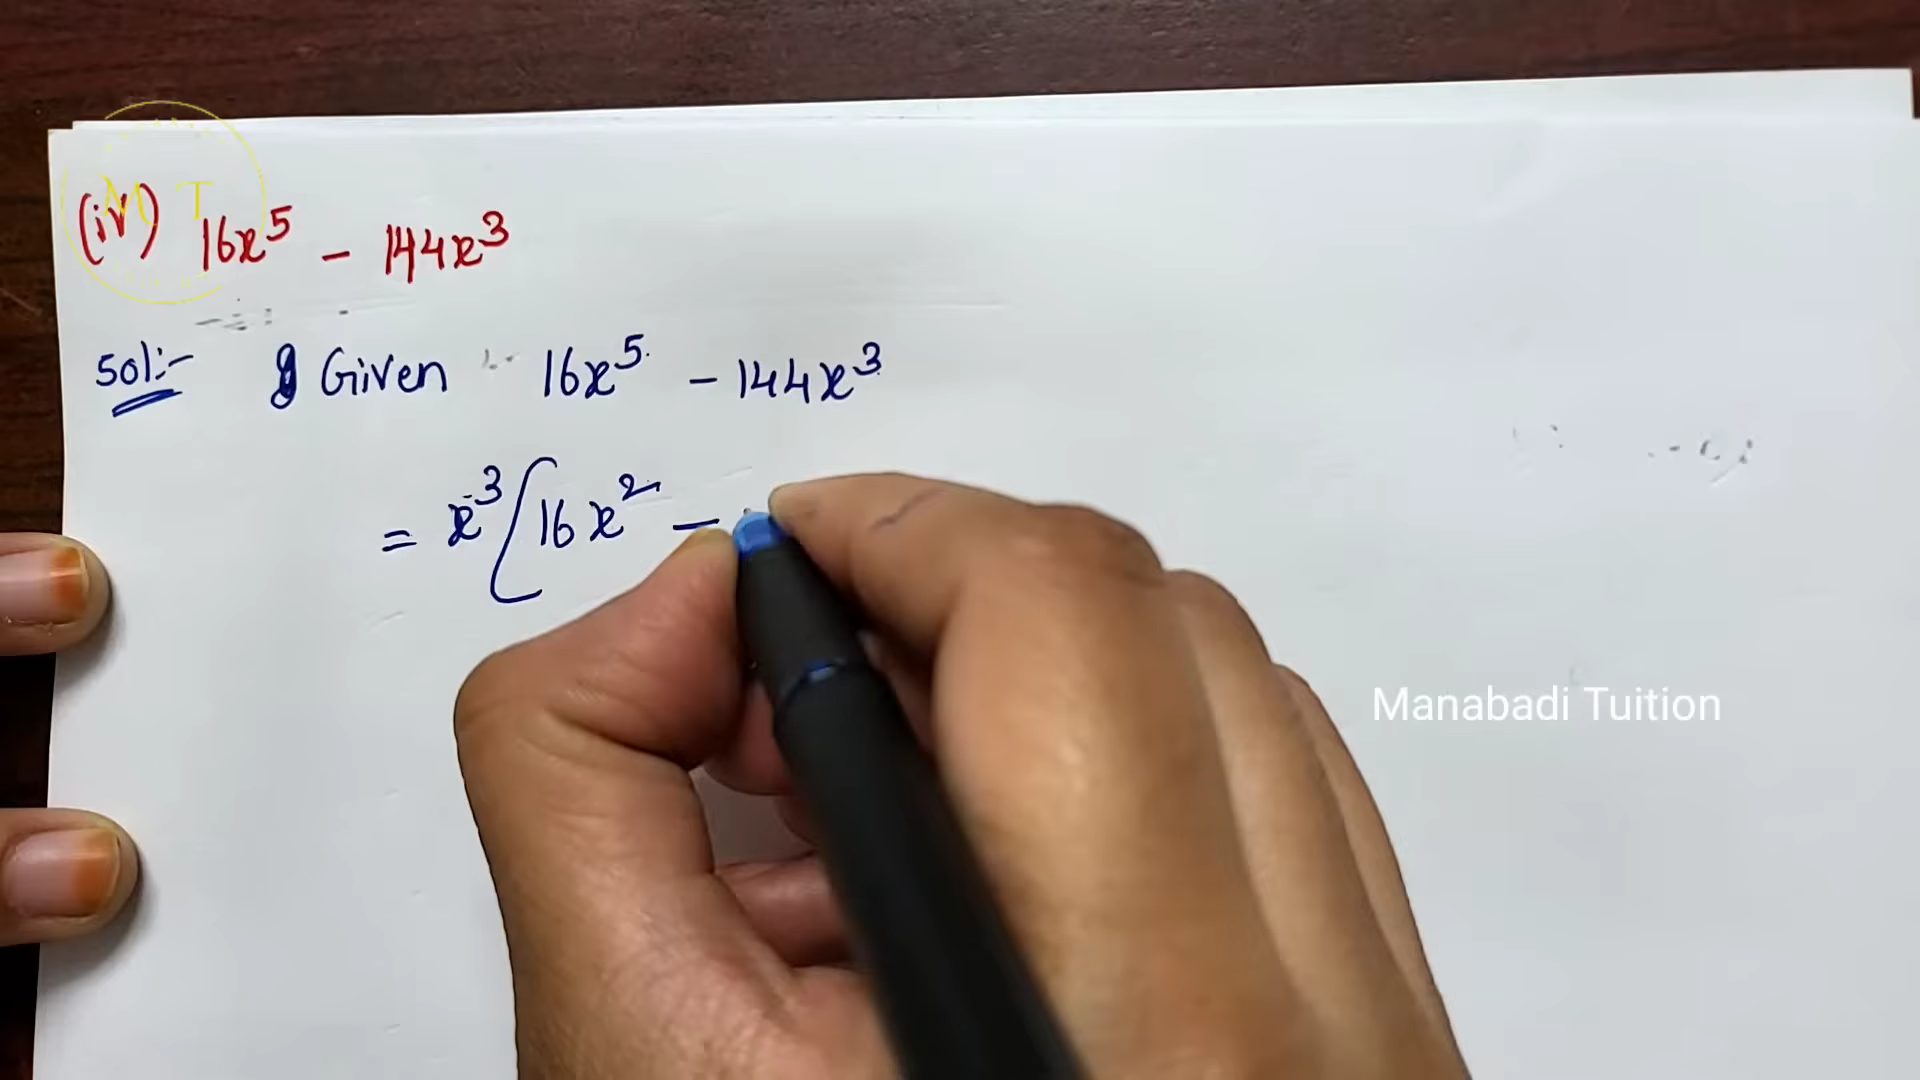 M T
(iv) 16x⁵ - 144x³
Sol:- Given 16x⁵ - 144x³
= x³(16x² -
Manabadi Tuition